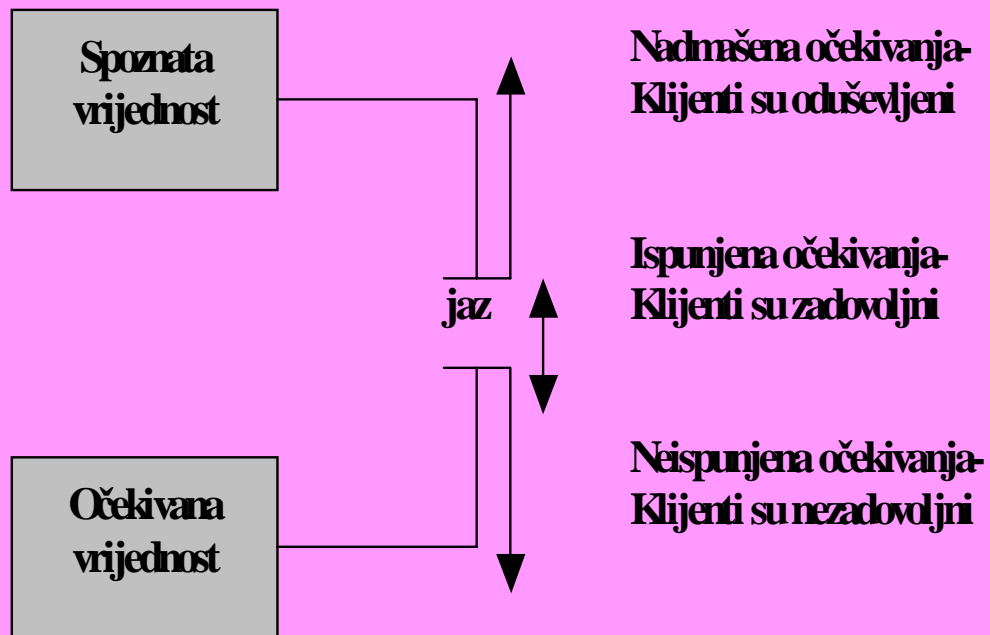 Spoznata
vrijednost
Nadmašena očekivanja-
Klijenti su oduševljeni
jaz
Ispunjena očekivanja-
Klijenti su zadovoljni
Očekivana
vrijednost
Neispunjena očekivanja-
Klijenti su nezadovoljni